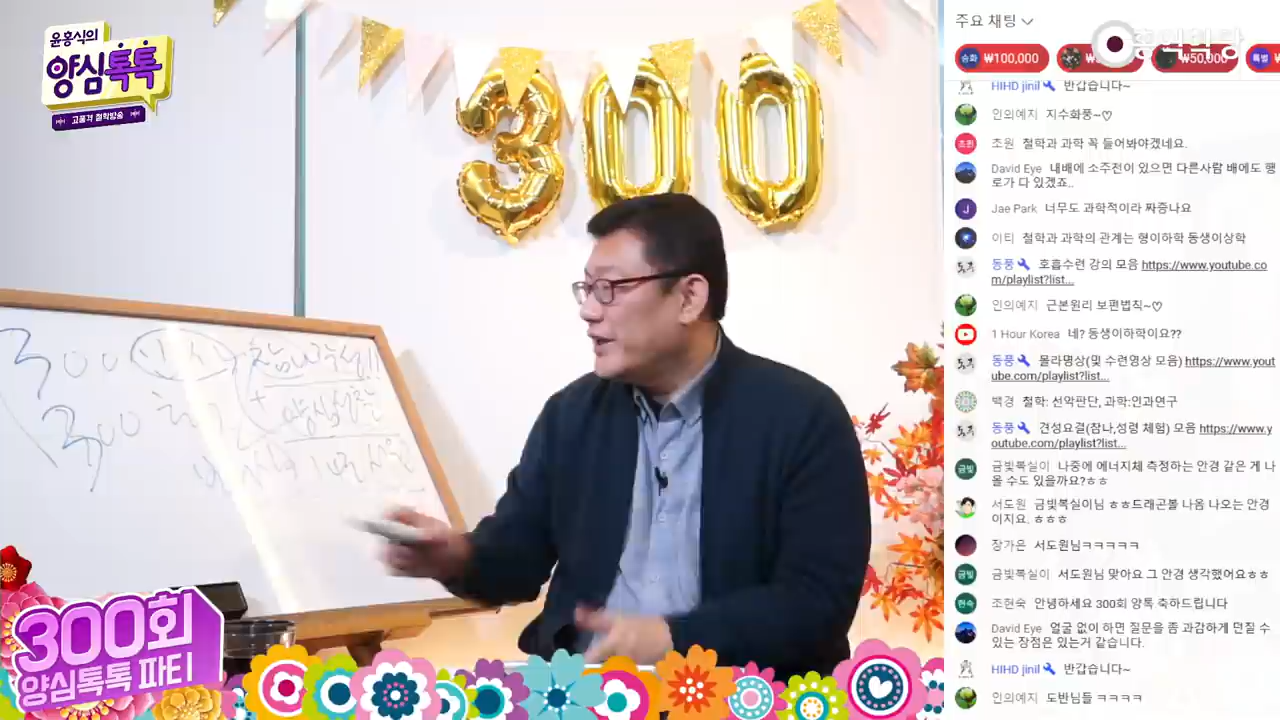 윤홍식의
양심톡톡
고품격 철학방송
300
300
300
300회
양심톡톡 파티
주요 채팅
승화 ₩100,000
₩50,000
특별
HIHD jinil 반갑습니다~
인의예지 지수화풍~♡
조원 철학과 과학 꼭 들어봐야겠네요.
David Eye 내배에 소주전이 있으면 다른사람 배에도 행
로가 다 있겠죠..
J Jae Park 너무도 과학적이라 짜증나요
이티 철학과 과학의 관계는 형이하학 동생이상학
동풍 호흡수련 강의 모음 https://www.youtube.co
m/playlist?list...
인의예지 근본원리 보편법칙~♡
1 Hour Korea 네? 동생이하학이요??
동풍 몰라명상(및 수련영상 모음) https://www.yout
ube.com/playlist?list...
백경 철학: 선악판단, 과학:인과연구
동풍 견성요결(참나,성령 체험) 모음 https://www.y
outube.com/playlist?list...
금빛 금빛복실이 나중에 에너지체 측정하는 안경 같은 게 나
올 수도 있을까요?ㅎㅎ
서도원 금빛복실이님 ㅎㅎ드래곤볼 나옴 나오는 안경
이지요. ㅎㅎㅎ
장가은 서도원님ㅋㅋㅋㅋㅋ
금빛 금빛복실이 서도원님 맞아요 그 안경 생각했어요ㅎㅎ
현숙 조현숙 안녕하세요 300회 양톡 축하드립니다
David Eye 얼굴 없이 하면 질문을 좀 과감하게 던질 수
있는 장점은 있는거 같습니다.
HIHD jinil 반갑습니다~
인의예지 도반님들 ㅋㅋㅋㅋ